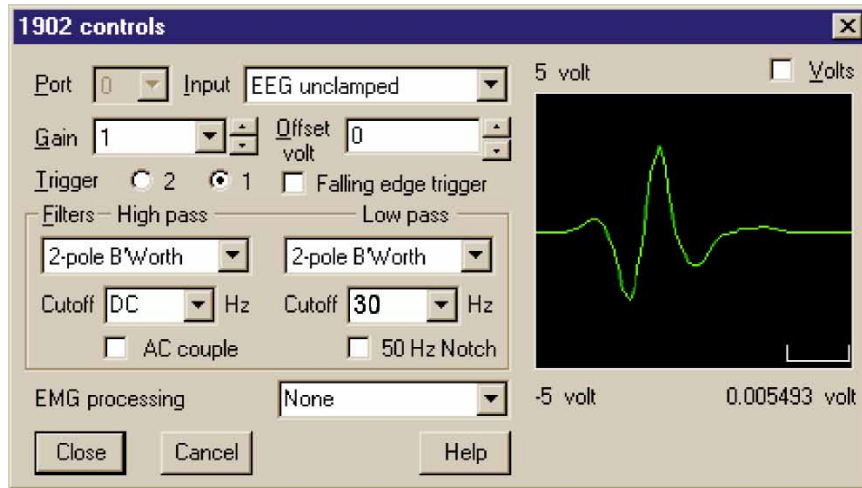 1902 controls
Port 0 Input EEG unclamped
5 volt Volts
Gain 1 Offset volt 0
Trigger 2 1 Falling edge trigger
Filters High pass Low pass
2-pole B'Worth 2-pole B'Worth
Cutoff DC Hz Cutoff 30 Hz
AC couple 50 Hz Notch
EMG processing None
-5 volt 0.005493 volt
Close Cancel Help